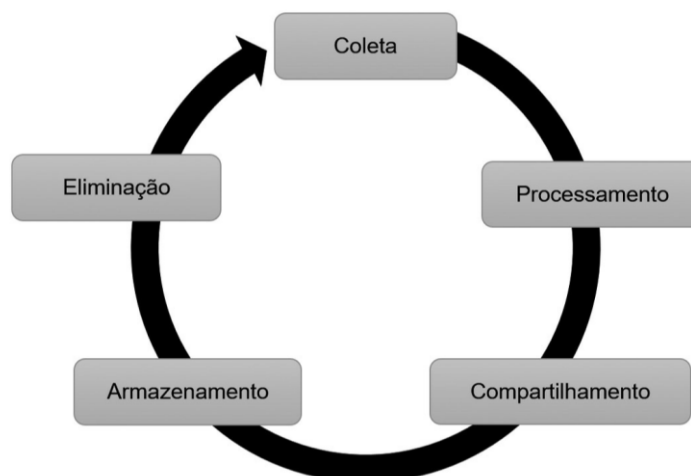 Coleta
Processamento
Compartilhamento
Armazenamento
Eliminação